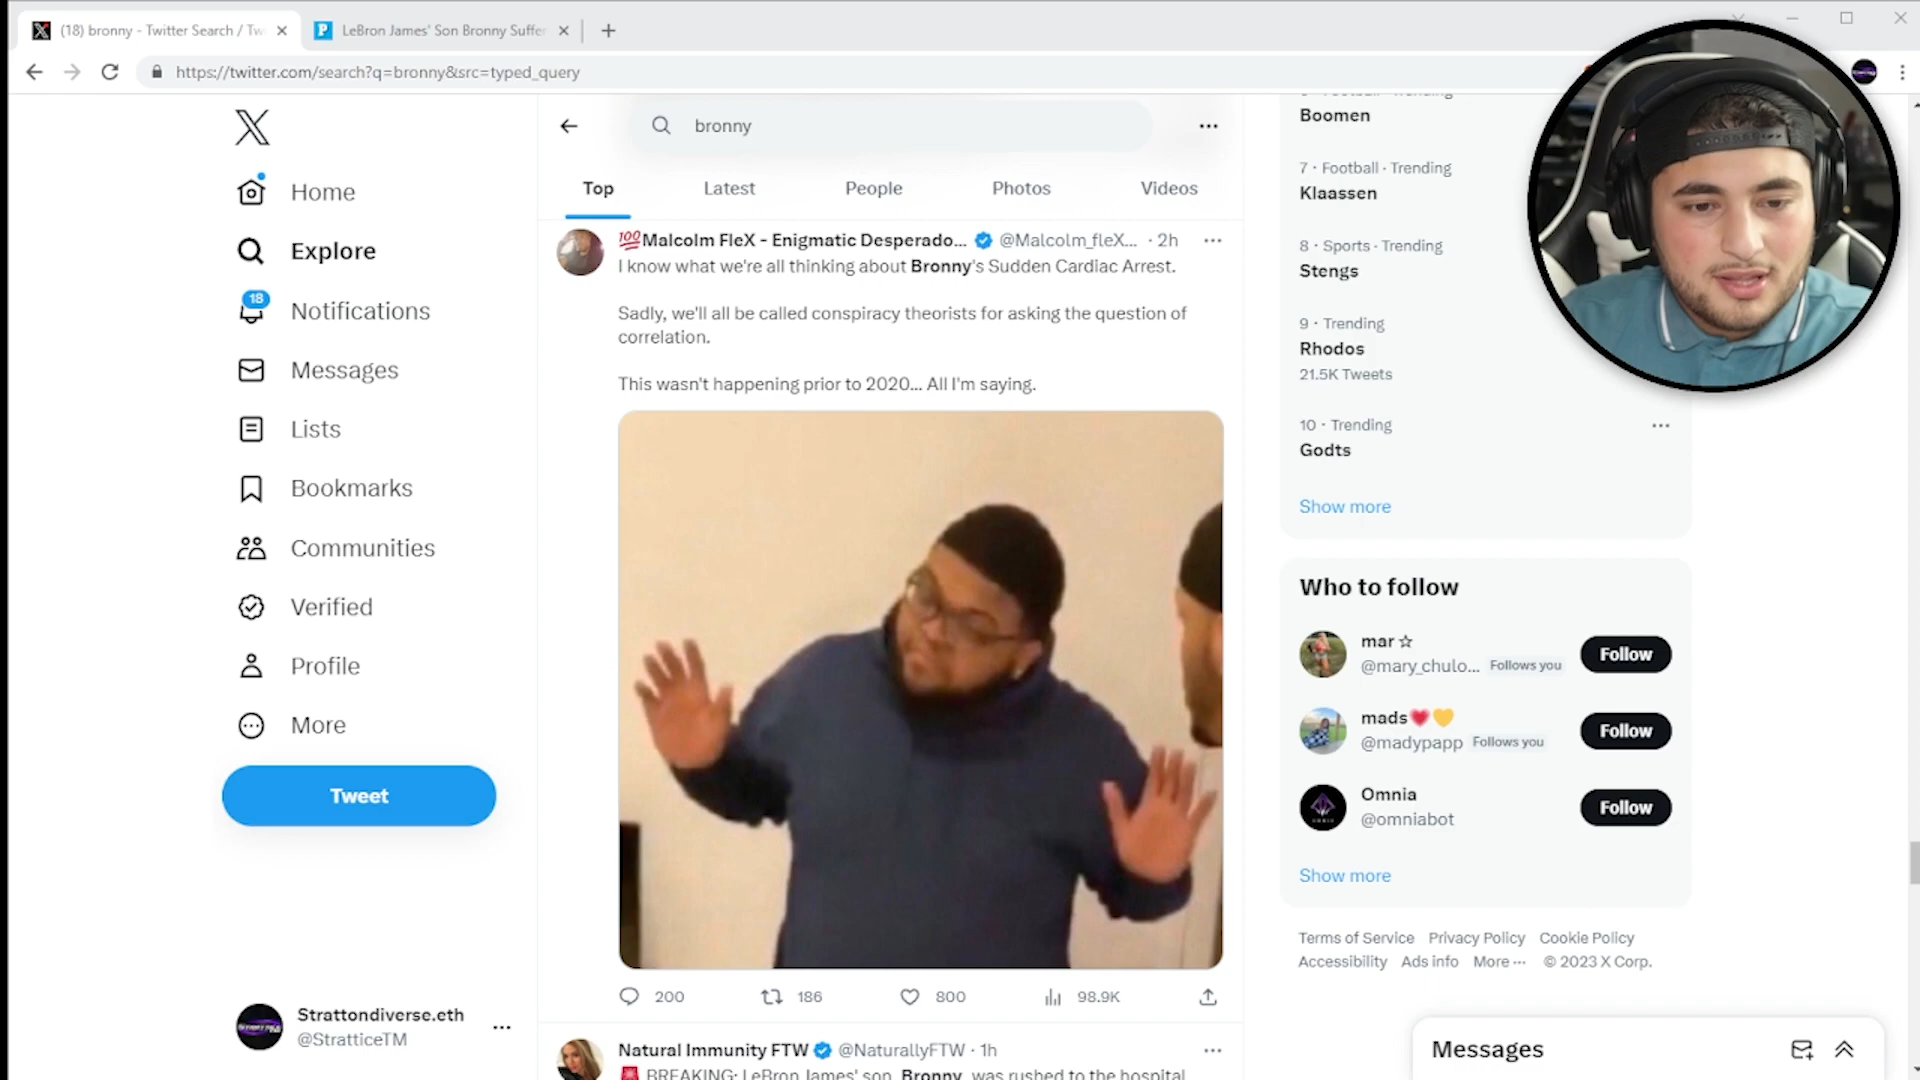 (18) bronny - Twitter Search / Tw
LeBron James' Son Bronny Suffer
https://twitter.com/search?q=bronny&src=typed_query
Home
Explore
18
Notifications
Messages
Lists
Bookmarks
Communities
Verified
Profile
More
Tweet
Strattondiverse.eth
@StratticeTM
bronny
Top
Latest
People
Photos
Videos
💯Malcolm FleX - Enigmatic Desperado... @Malcolm_fleX... · 2h
I know what we're all thinking about Bronny's Sudden Cardiac Arrest.
Sadly, we'll all be called conspiracy theorists for asking the question of
correlation.
This wasn't happening prior to 2020... All I'm saying.
200 186 800 98.9K
Natural Immunity FTW @NaturallyFTW · 1h
🚨 BREAKING: LeBron James' son, Bronny, was rushed to the hospital
Boomen
7 · Football · Trending
Klaassen
8 · Sports · Trending
Stengs
9 · Trending
Rhodos
21.5K Tweets
10 · Trending
Godts
Show more
Who to follow
mar ☆
@mary_chulo... Follows you
Follow
mads💗💛
@madypapp Follows you
Follow
Omnia
@omniabot
Follow
Show more
Terms of Service Privacy Policy Cookie Policy
Accessibility Ads info More ··· © 2023 X Corp.
Messages